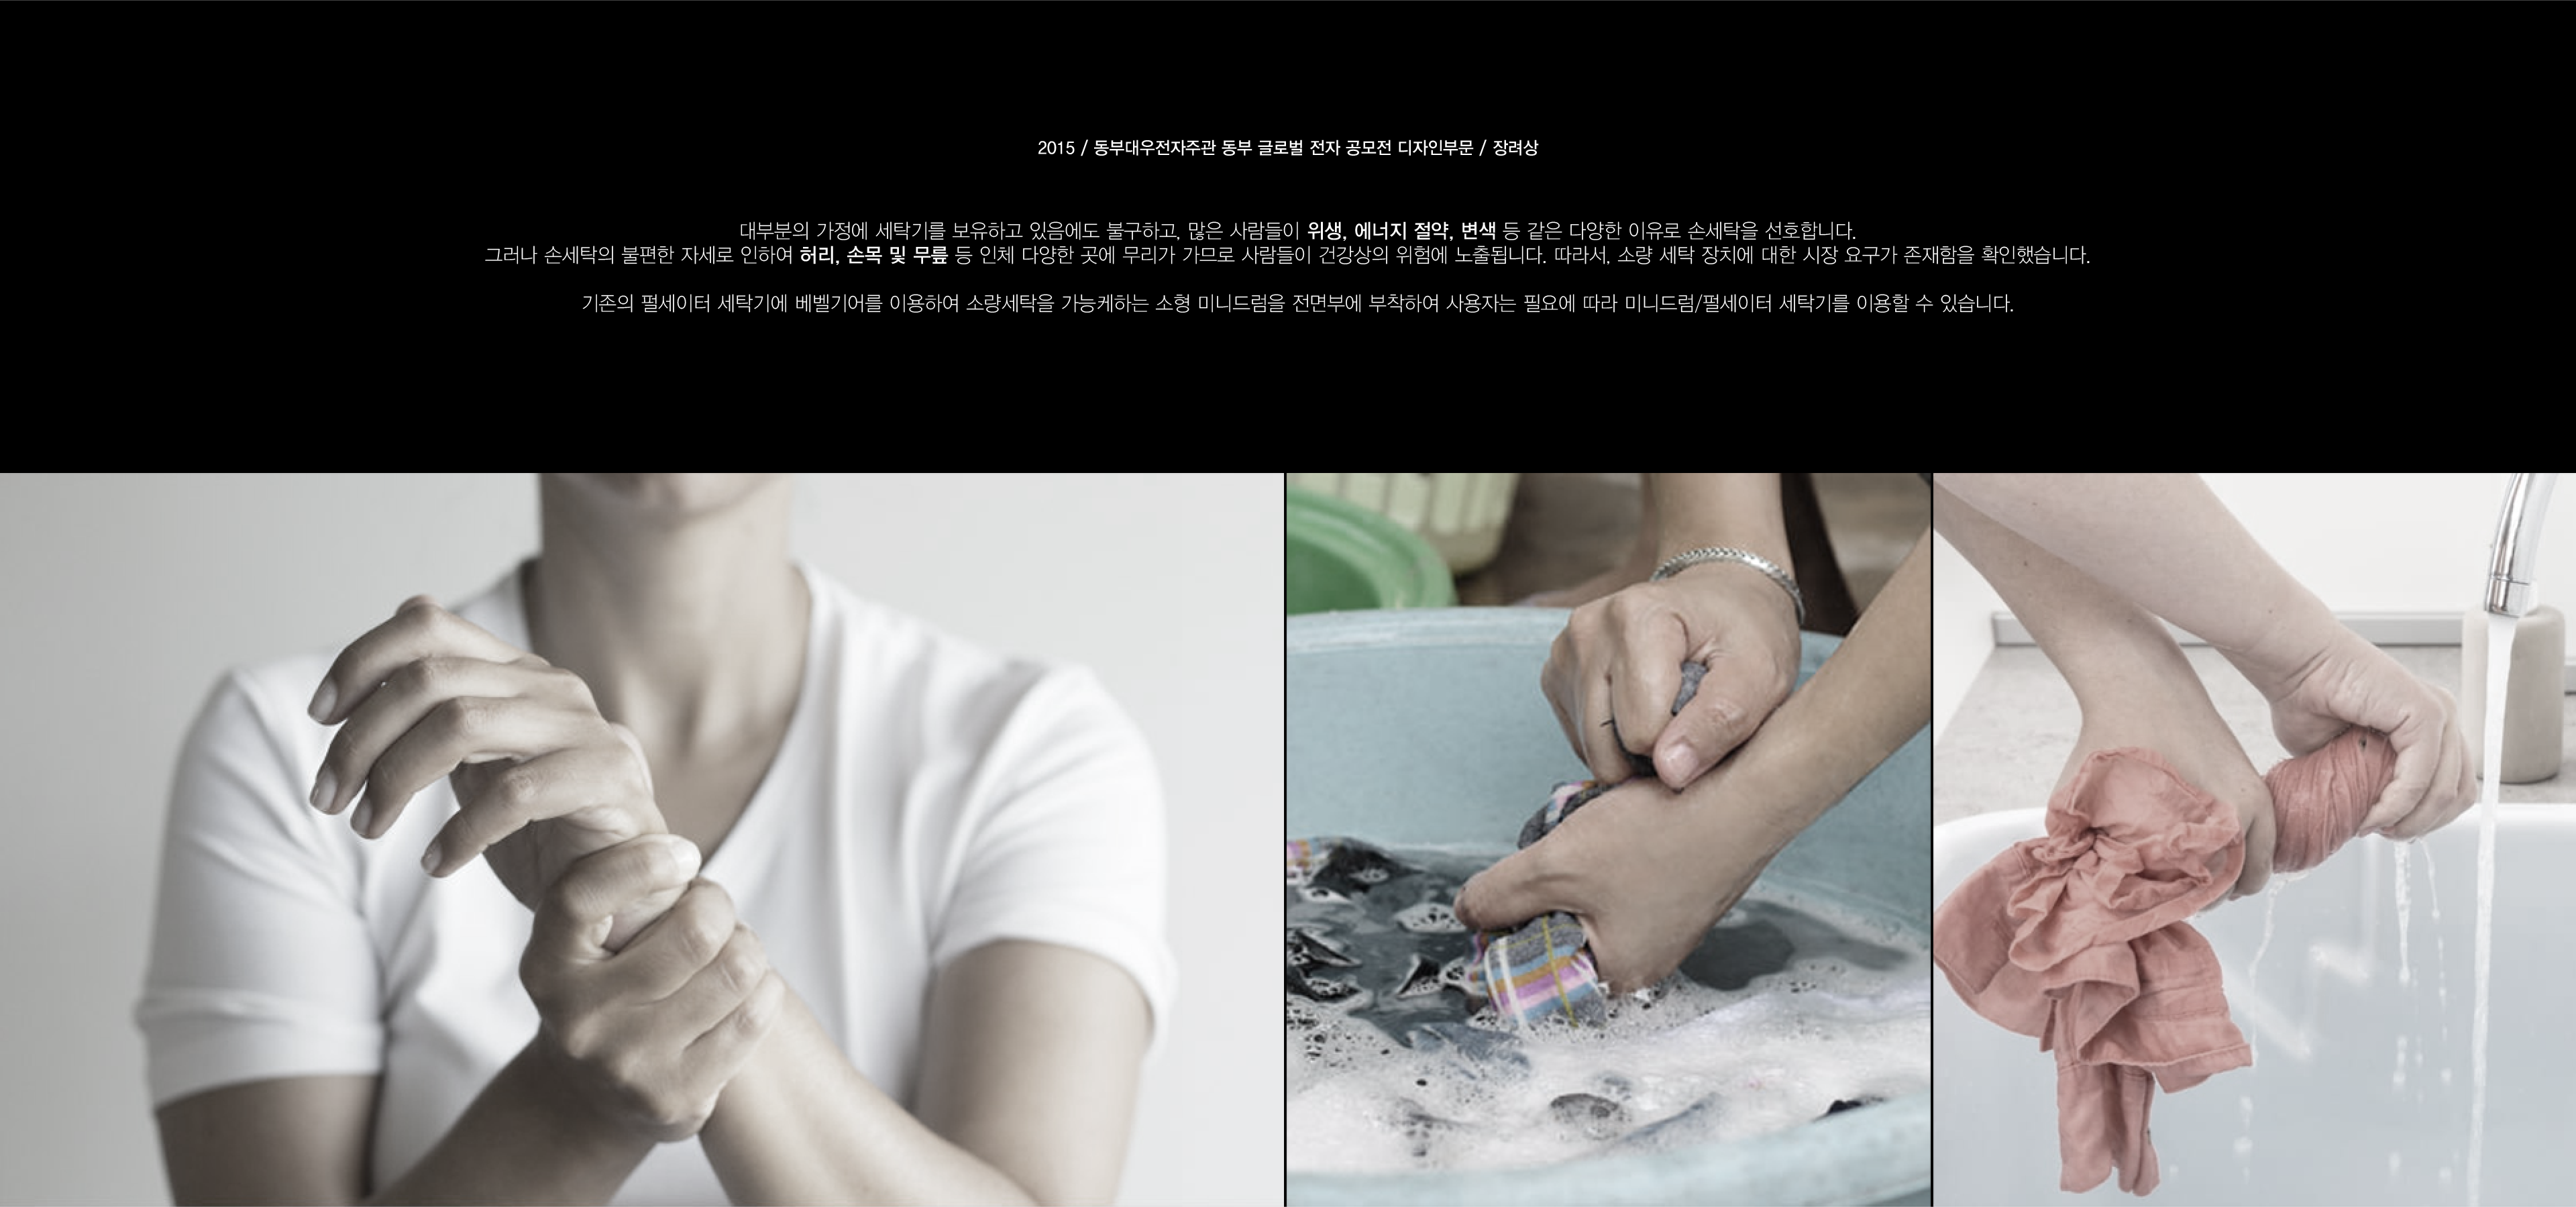 2015 / 동부대우전자주관 동부 글로벌 전자 공모전 디자인부문 / 장려상
대부분의 가정에 세탁기를 보유하고 있음에도 불구하고, 많은 사람들이 위생, 에너지 절약, 변색 등 같은 다양한 이유로 손세탁을 선호합니다.
그러나 손세탁의 불편한 자세로 인하여 허리, 손목 및 무릎 등 인체 다양한 곳에 무리가 가므로 사람들이 건강상의 위험에 노출됩니다. 따라서, 소량 세탁 장치에 대한 시장 요구가 존재함을 확인했습니다.
기존의 펄세이터 세탁기에 베벨기어를 이용하여 소량세탁을 가능케하는 소형 미니드럼을 전면부에 부착하여 사용자는 필요에 따라 미니드럼/펄세이터 세탁기를 이용할 수 있습니다.